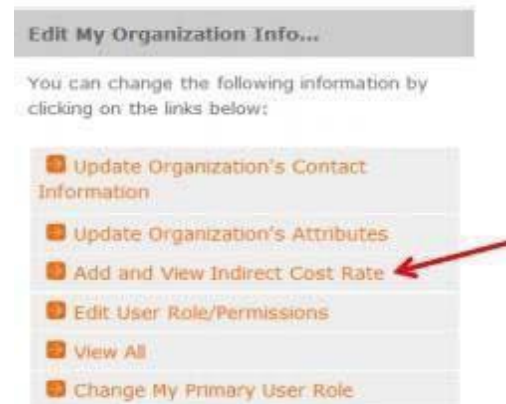 Edit My Organization Info...
You can change the following information by
clicking on the links below:
Update Organization's Contact
Information
Update Organization's Attributes
Add and View Indirect Cost Rate
Edit User Role/Permissions
View All
Change My Primary User Role